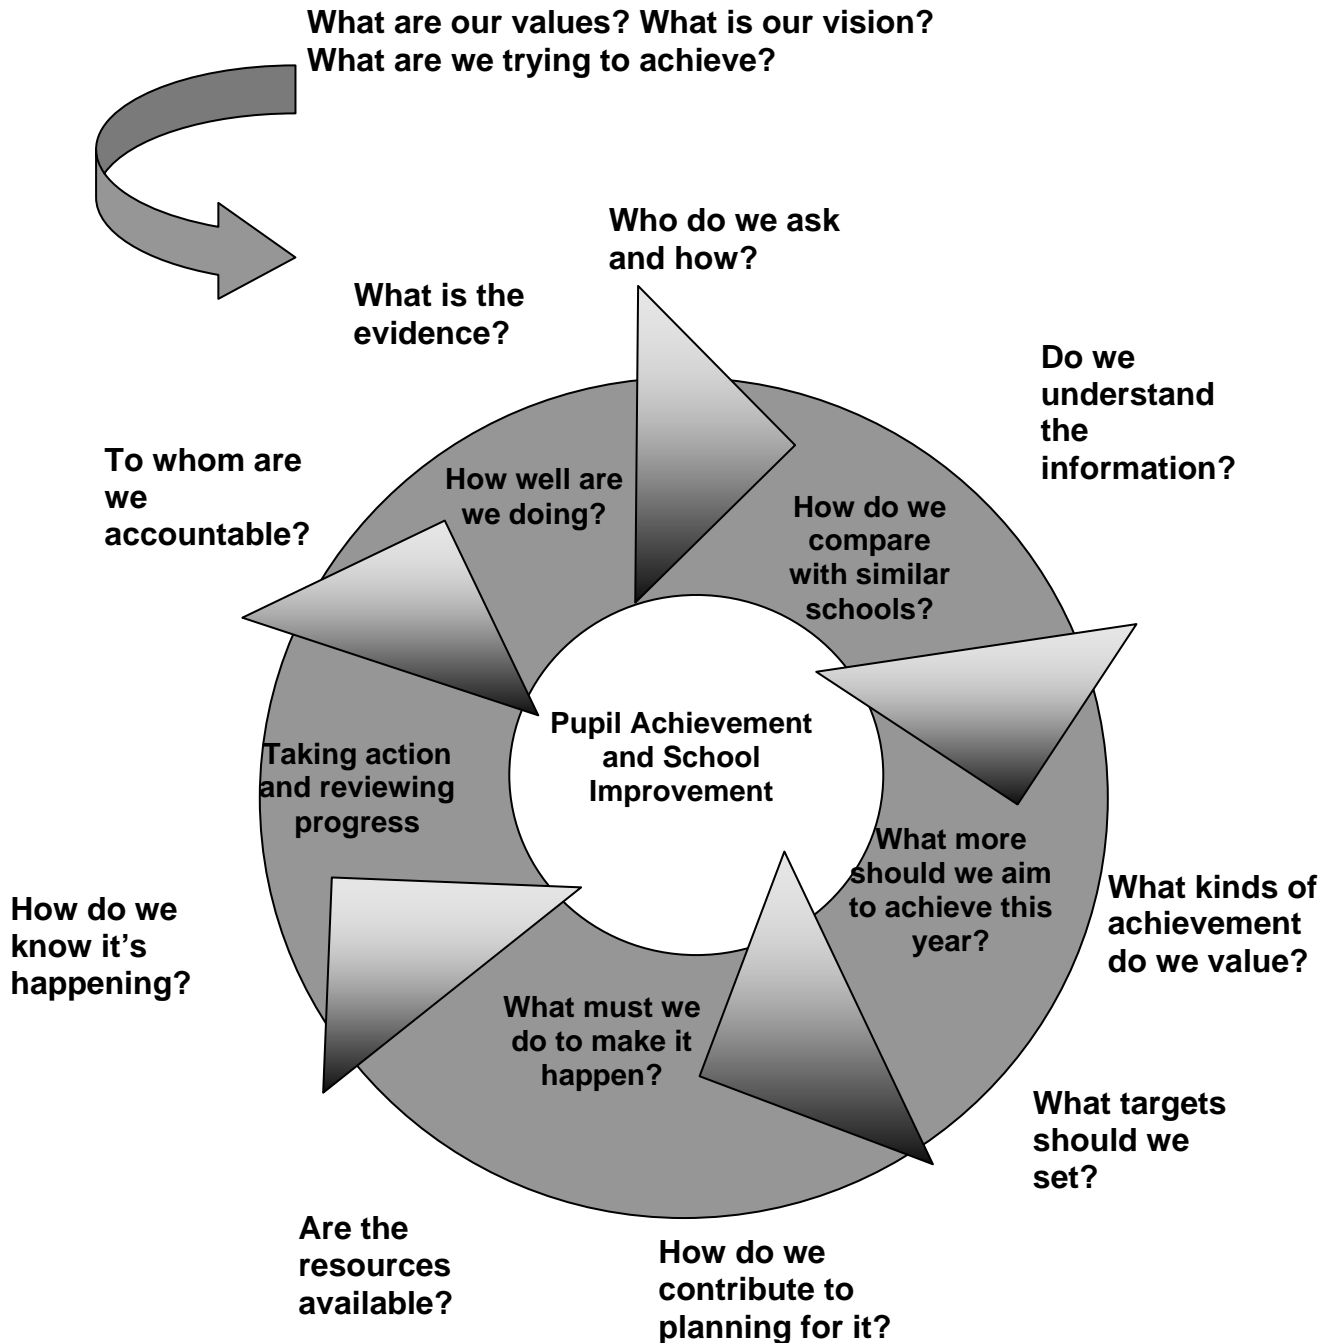 What are our values? What is our vision?
What are we trying to achieve?
Who do we ask
and how?
What is the
evidence?
Do we
understand
the
information?
To whom are
we
accountable?
How well are
we doing?
How do we
compare
with similar
schools?
Pupil Achievement
and School
Improvement
Taking action
and reviewing
progress
What more
should we aim
to achieve this
year?
What kinds of
achievement
do we value?
How do we
know it’s
happening?
What must we
do to make it
happen?
What targets
should we
set?
Are the
resources
available?
How do we
contribute to
planning for it?